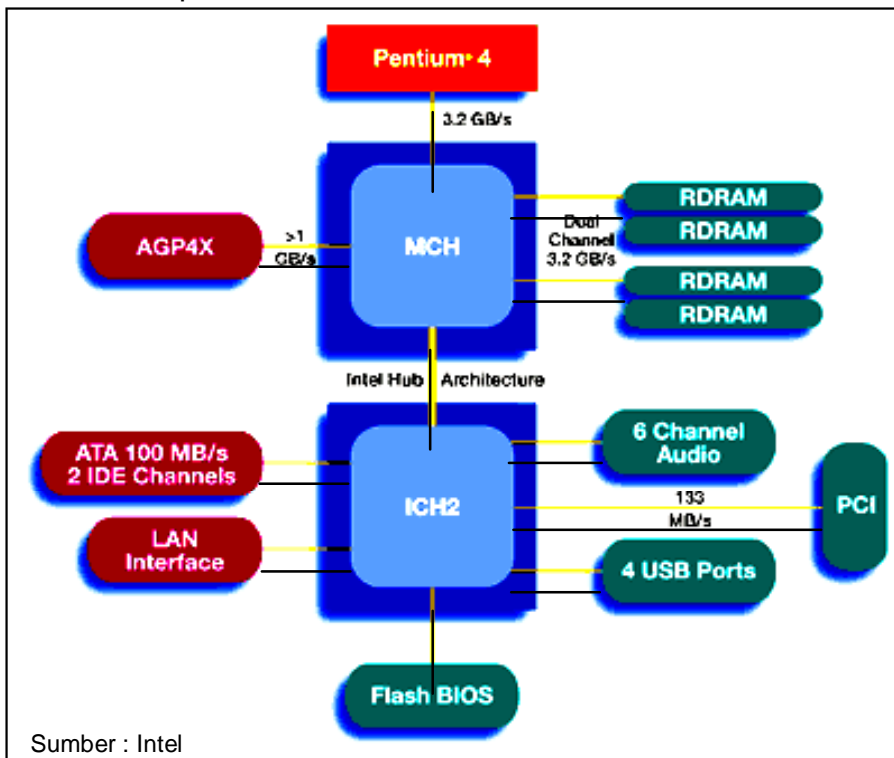 Pentium• 4
3.2 GB/s
MCH
AGP4X
>1
GB/s
Dual
Channel
3.2 GB/s
RDRAM
RDRAM
RDRAM
RDRAM
Intel Hub Architecture
ATA 100 MB/s
2 IDE Channels
LAN
Interface
ICH2
6 Channel
Audio
133
MB/s
PCI
4 USB Ports
Flash BIOS
Sumber : Intel